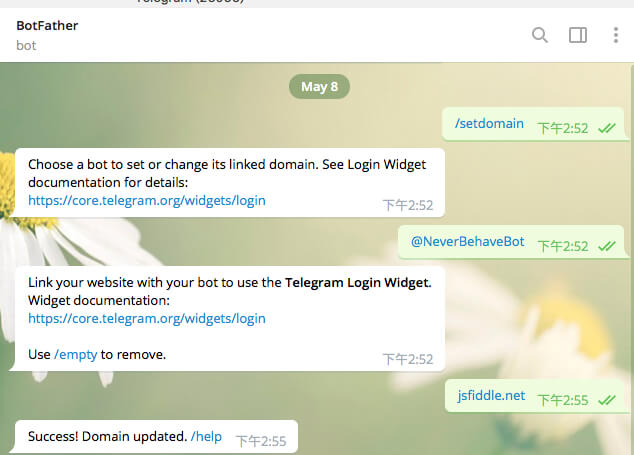 BotFather
bot
May 8
/setdomain 下午2:52
Choose a bot to set or change its linked domain. See Login Widget
documentation for details:
https://core.telegram.org/widgets/login 下午2:52
@NeverBehaveBot 下午2:52
Link your website with your bot to use the Telegram Login Widget.
Widget documentation:
https://core.telegram.org/widgets/login
Use /empty to remove. 下午2:52
jsfiddle.net 下午2:55
Success! Domain updated. /help 下午2:55